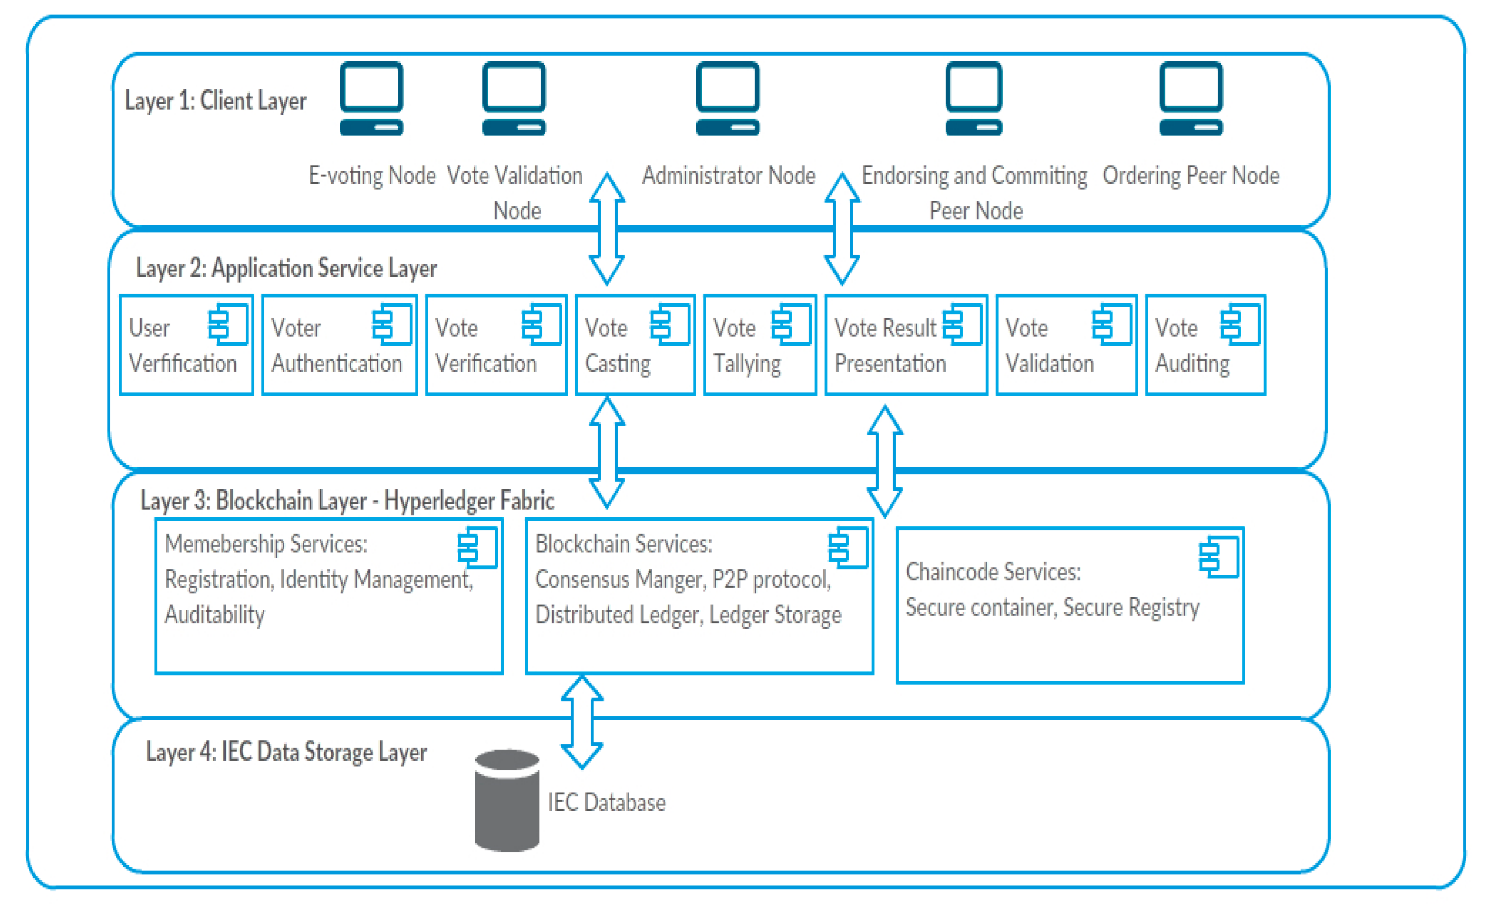 Layer 1: Client Layer
E-voting Node
Vote Validation
Node
Administrator Node
Endorsing and Commiting
Peer Node
Ordering Peer Node
Layer 2: Application Service Layer
User
Verfification
Voter
Authentication
Vote
Verification
Vote
Casting
Vote
Tallying
Vote Result
Presentation
Vote
Validation
Vote
Auditing
Layer 3: Blockchain Layer - Hyperledger Fabric
Memebership Services:
Registration, Identity Management,
Auditability
Blockchain Services:
Consensus Manger, P2P protocol,
Distributed Ledger, Ledger Storage
Chaincode Services:
Secure container, Secure Registry
Layer 4: IEC Data Storage Layer
IEC Database